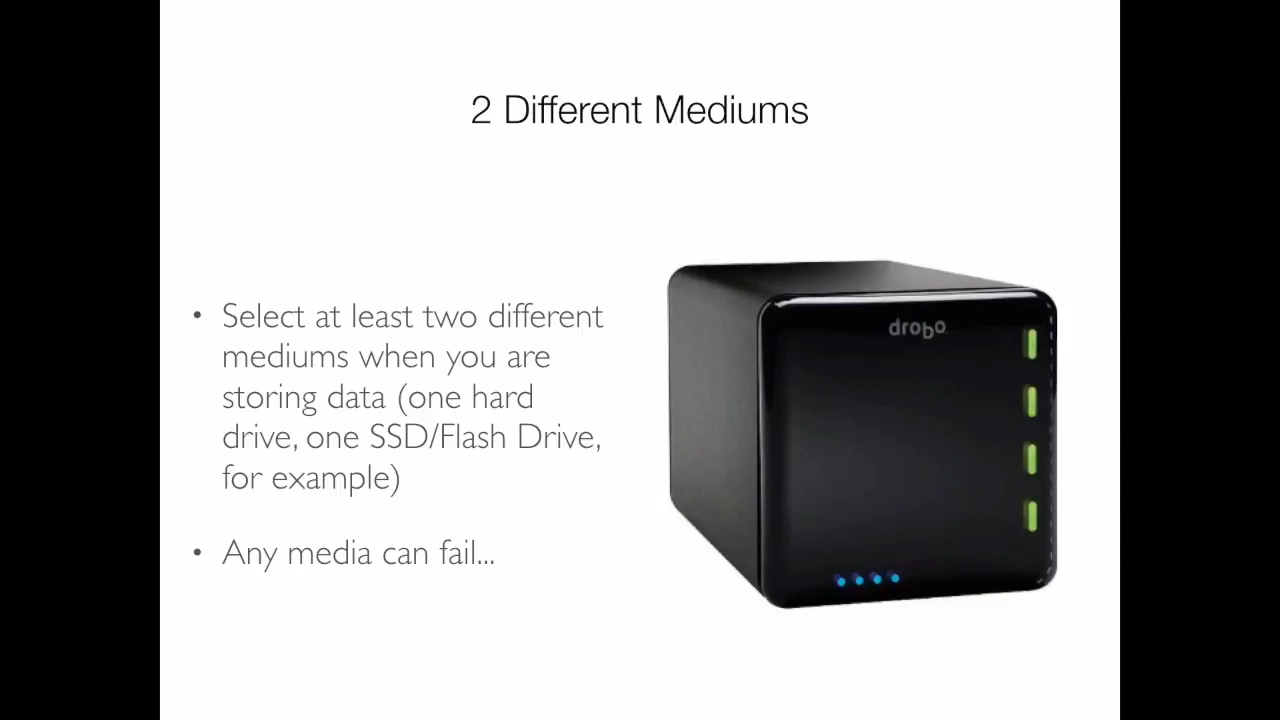 2 Different Mediums
• Select at least two different
mediums when you are
storing data (one hard
drive, one SSD/Flash Drive,
for example)
• Any media can fail...
drobo